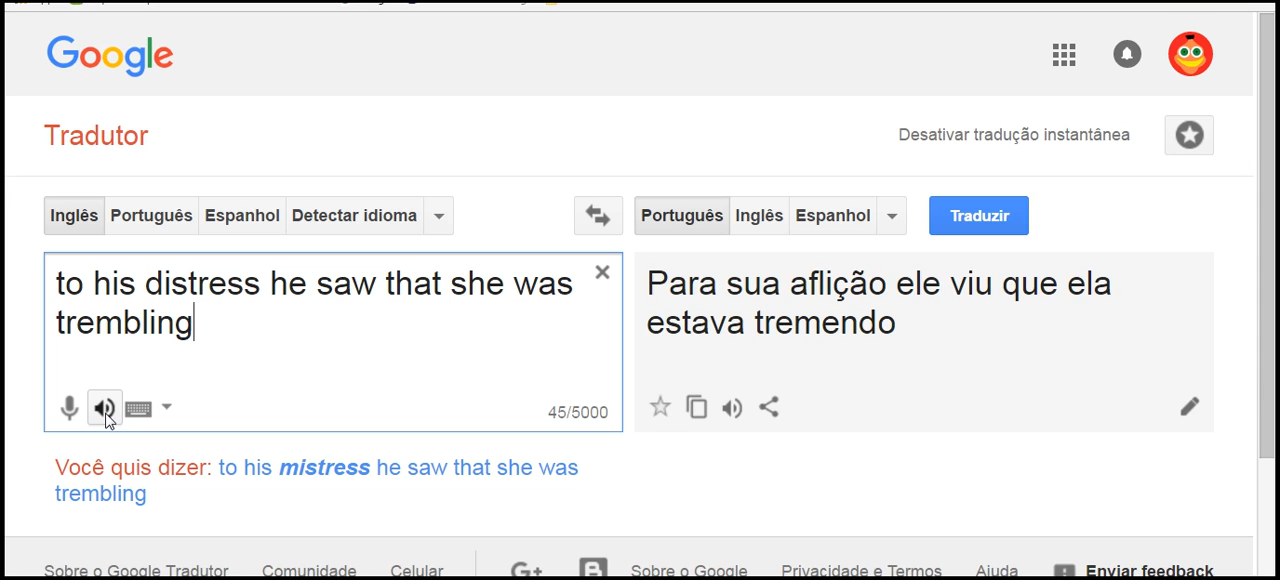 Google
Tradutor
Desativar tradução instantânea
Inglês Português Espanhol Detectar idioma
Português Inglês Espanhol
Traduzir
to his distress he saw that she was
trembling
45/5000
Para sua aflição ele viu que ela
estava tremendo
Você quis dizer: to his mistress he saw that she was
trembling
Sobre o Google Tradutor Comunidade Celular G+ B Sobre o Google Privacidade e Termos Ajuda Enviar feedback